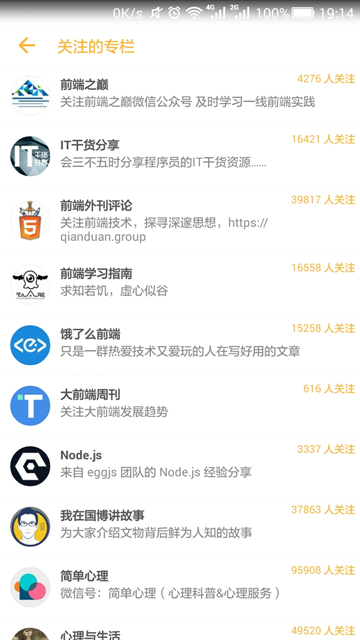 0K/s 4G 2G 100% 19:14
关注的专栏
前端之巅 4276 人关注
关注前端之巅微信公众号 及时学习一线前端实践
IT干货分享 16421 人关注
会三不五时分享程序员的IT干货资源......
前端外刊评论 39817 人关注
关注前端技术，探寻深邃思想，https://
qianduan.group
前端学习指南 16558 人关注
求知若饥，虚心似谷
饿了么前端 15258 人关注
只是一群热爱技术又爱玩的人在写好用的文章
大前端周刊 616 人关注
关注大前端发展趋势
Node.js 3337 人关注
来自 eggjs 团队的 Node.js 经验分享
我在国博讲故事 37863 人关注
为大家介绍文物背后鲜为人知的故事
简单心理 95908 人关注
微信号：简单心理（心理科普&心理服务）
心理与生活 49520 人关注